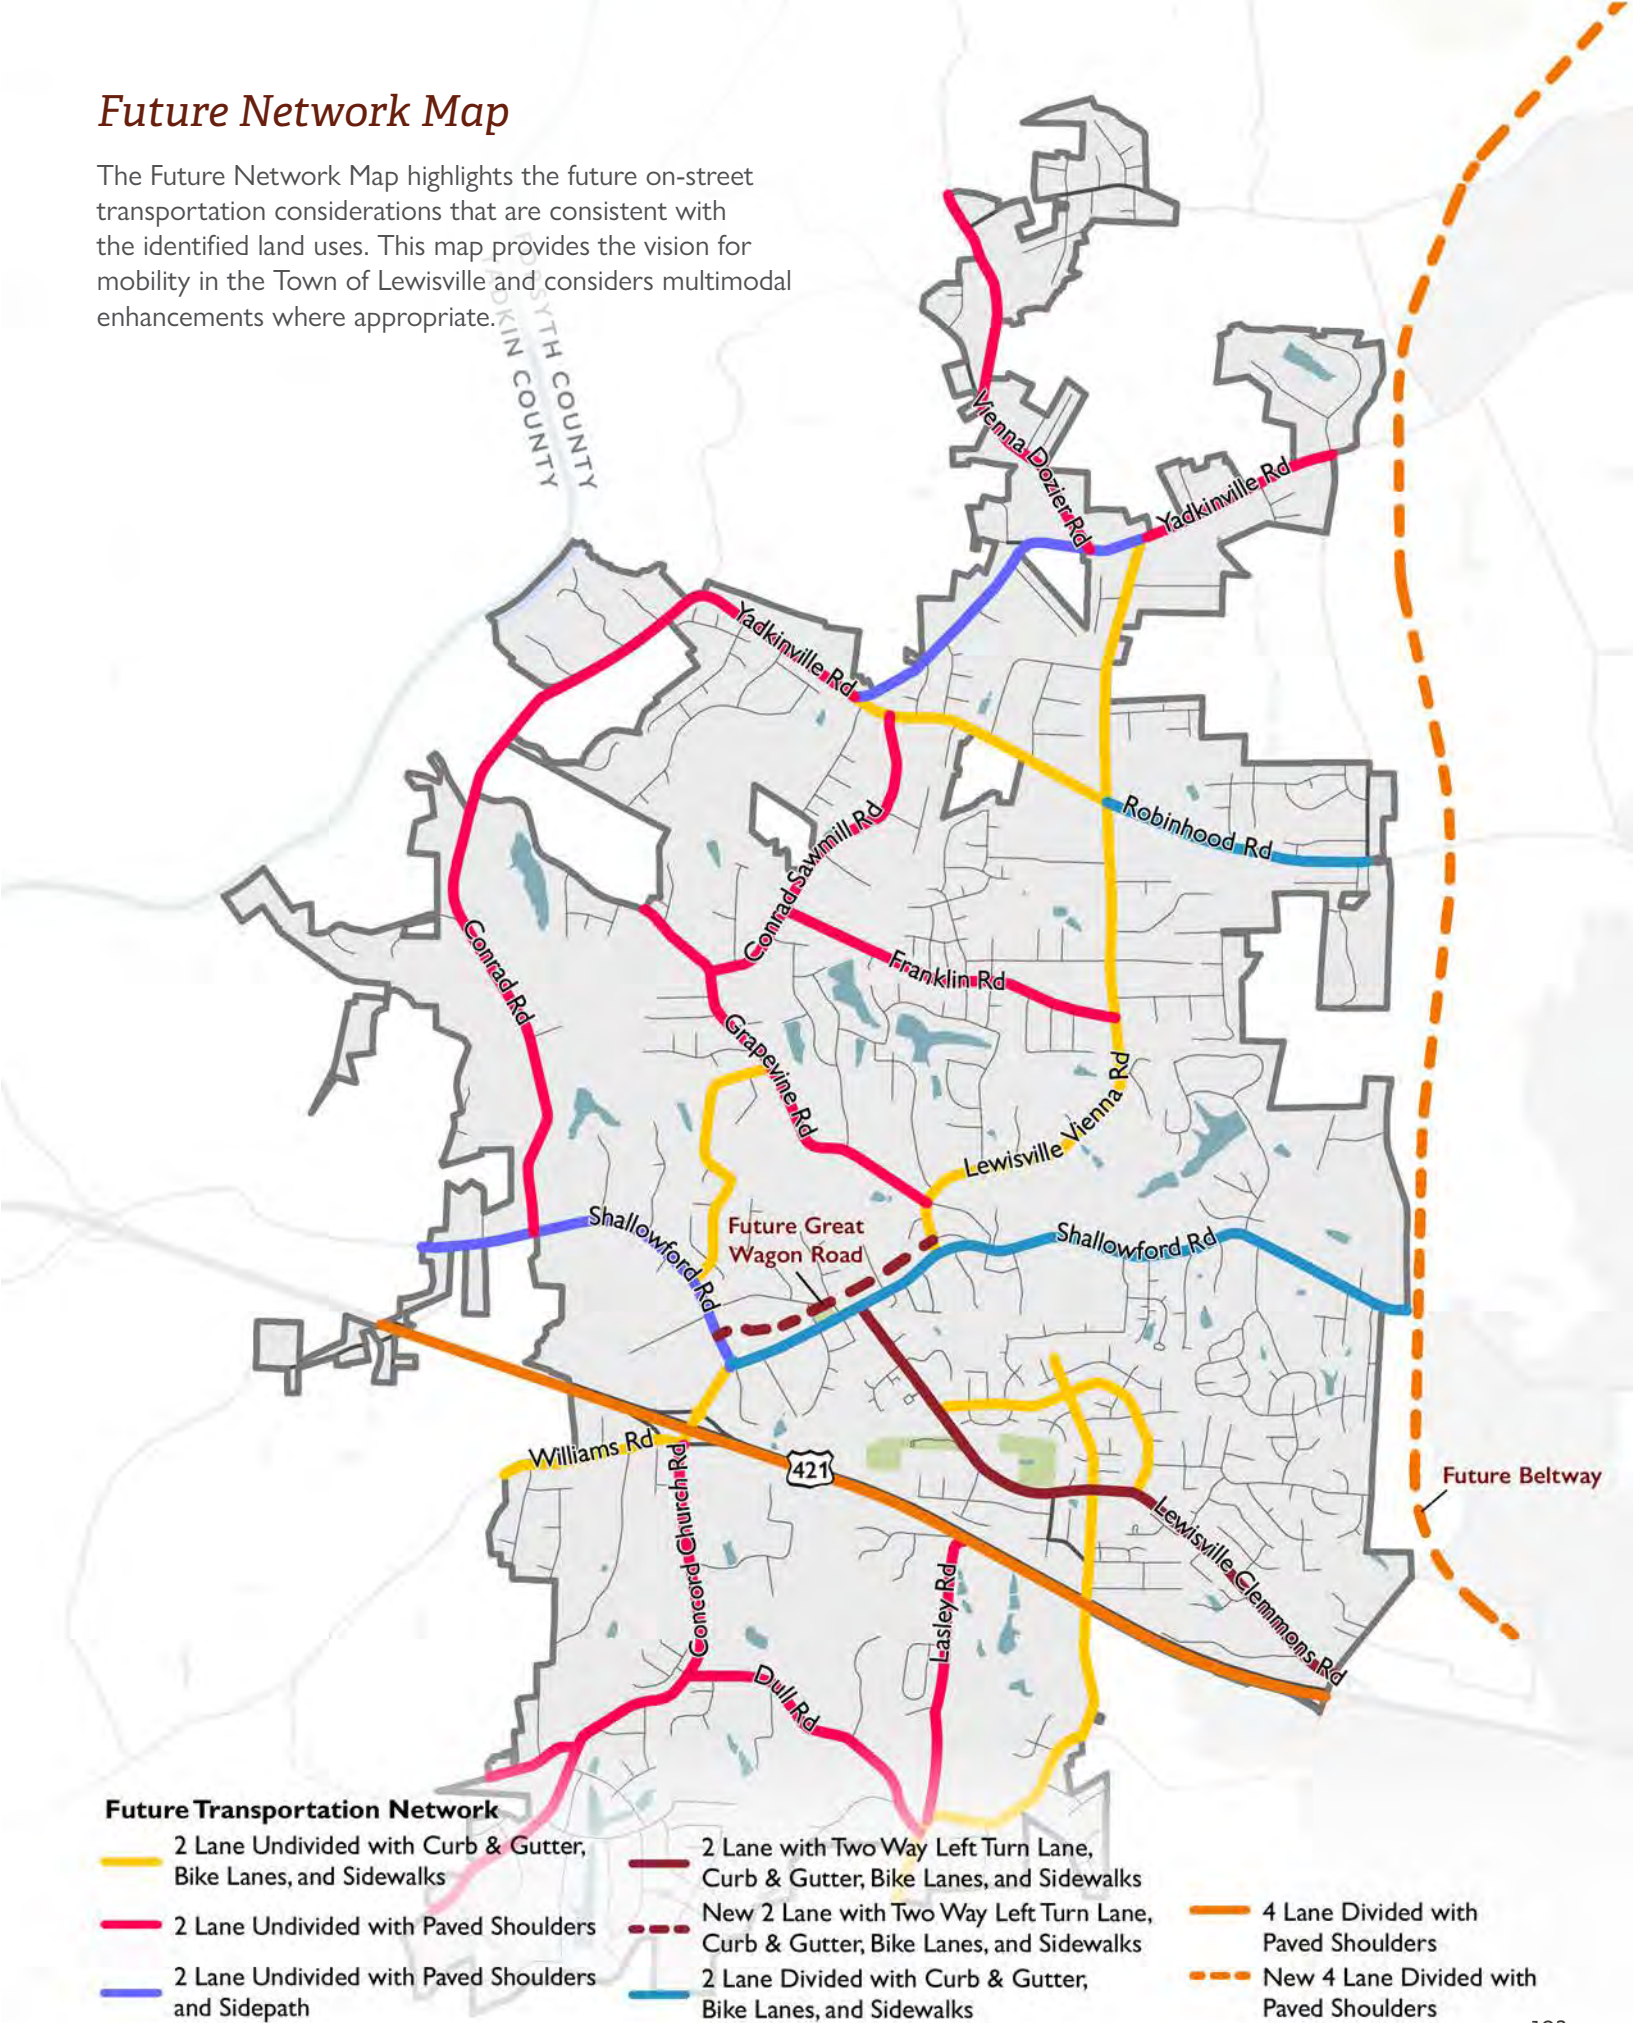 Future Network Map
The Future Network Map highlights the future on-street
transportation considerations that are consistent with
the identified land uses. This map provides the vision for
mobility in the Town of Lewisville and considers multimodal
enhancements where appropriate.
FORSYTH COUNTY
YADKIN COUNTY
Vienna Dozier Rd
Yadkinville Rd
Yadkinville Rd
Robinhood Rd
Conrad Sawmill Rd
Conrad Rd
Franklin Rd
Grapevine Rd
Lewisville Vienna Rd
Shallowford Rd
Future Great
Wagon Road
Shallowford Rd
Williams Rd
421
Concord Church Rd
Future Beltway
Lewisville Clemmons Rd
Lasley Rd
Dull Rd
Future Transportation Network
2 Lane Undivided with Curb & Gutter,
Bike Lanes, and Sidewalks
2 Lane Undivided with Paved Shoulders
2 Lane Undivided with Paved Shoulders
and Sidepath
2 Lane with Two Way Left Turn Lane,
Curb & Gutter, Bike Lanes, and Sidewalks
New 2 Lane with Two Way Left Turn Lane,
Curb & Gutter, Bike Lanes, and Sidewalks
2 Lane Divided with Curb & Gutter,
Bike Lanes, and Sidewalks
4 Lane Divided with
Paved Shoulders
New 4 Lane Divided with
Paved Shoulders